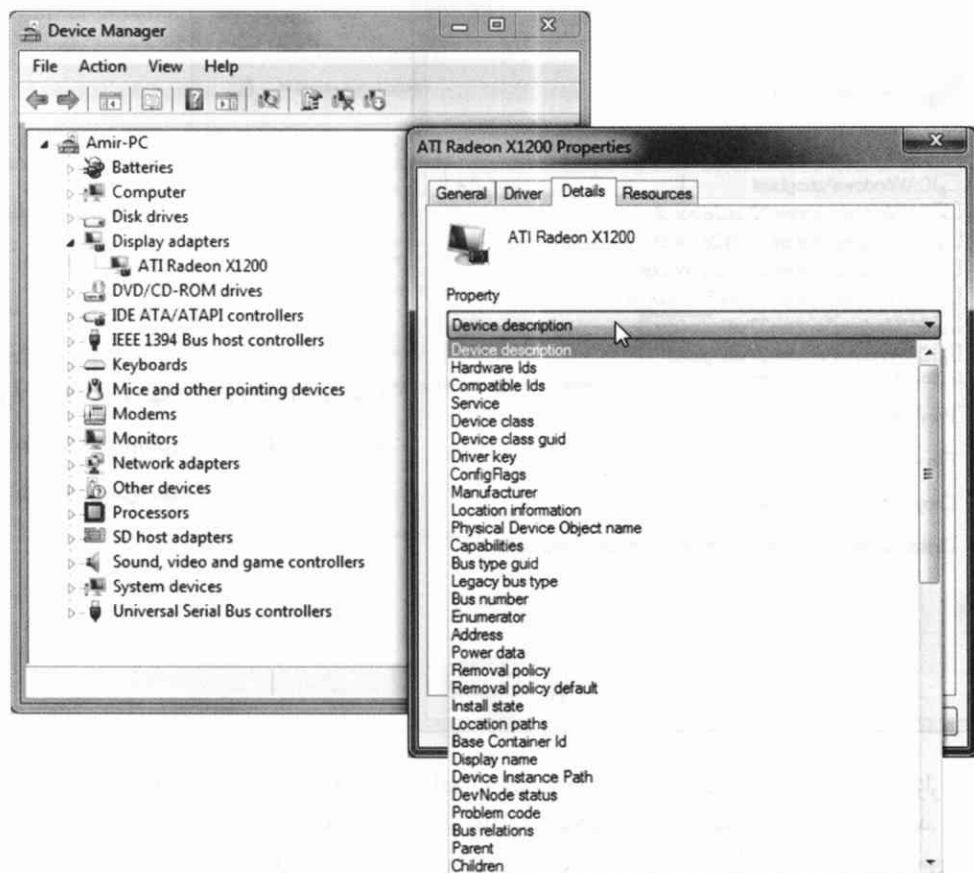 Device Manager
File Action View Help
Amir-PC
Batteries
Computer
Disk drives
Display adapters
ATI Radeon X1200
DVD/CD-ROM drives
IDE ATA/ATAPI controllers
IEEE 1394 Bus host controllers
Keyboards
Mice and other pointing devices
Modems
Monitors
Network adapters
Other devices
Processors
SD host adapters
Sound, video and game controllers
System devices
Universal Serial Bus controllers
ATI Radeon X1200 Properties
General Driver Details Resources
ATI Radeon X1200
Property
Device description
Device description
Hardware Ids
Compatible Ids
Service
Device class
Device class guid
Driver key
ConfigFlags
Manufacturer
Location information
Physical Device Object name
Capabilities
Bus type guid
Legacy bus type
Bus number
Enumerator
Address
Power data
Removal policy
Removal policy default
Install state
Location paths
Base Container Id
Display name
Device Instance Path
DevNode status
Problem code
Bus relations
Parent
Children